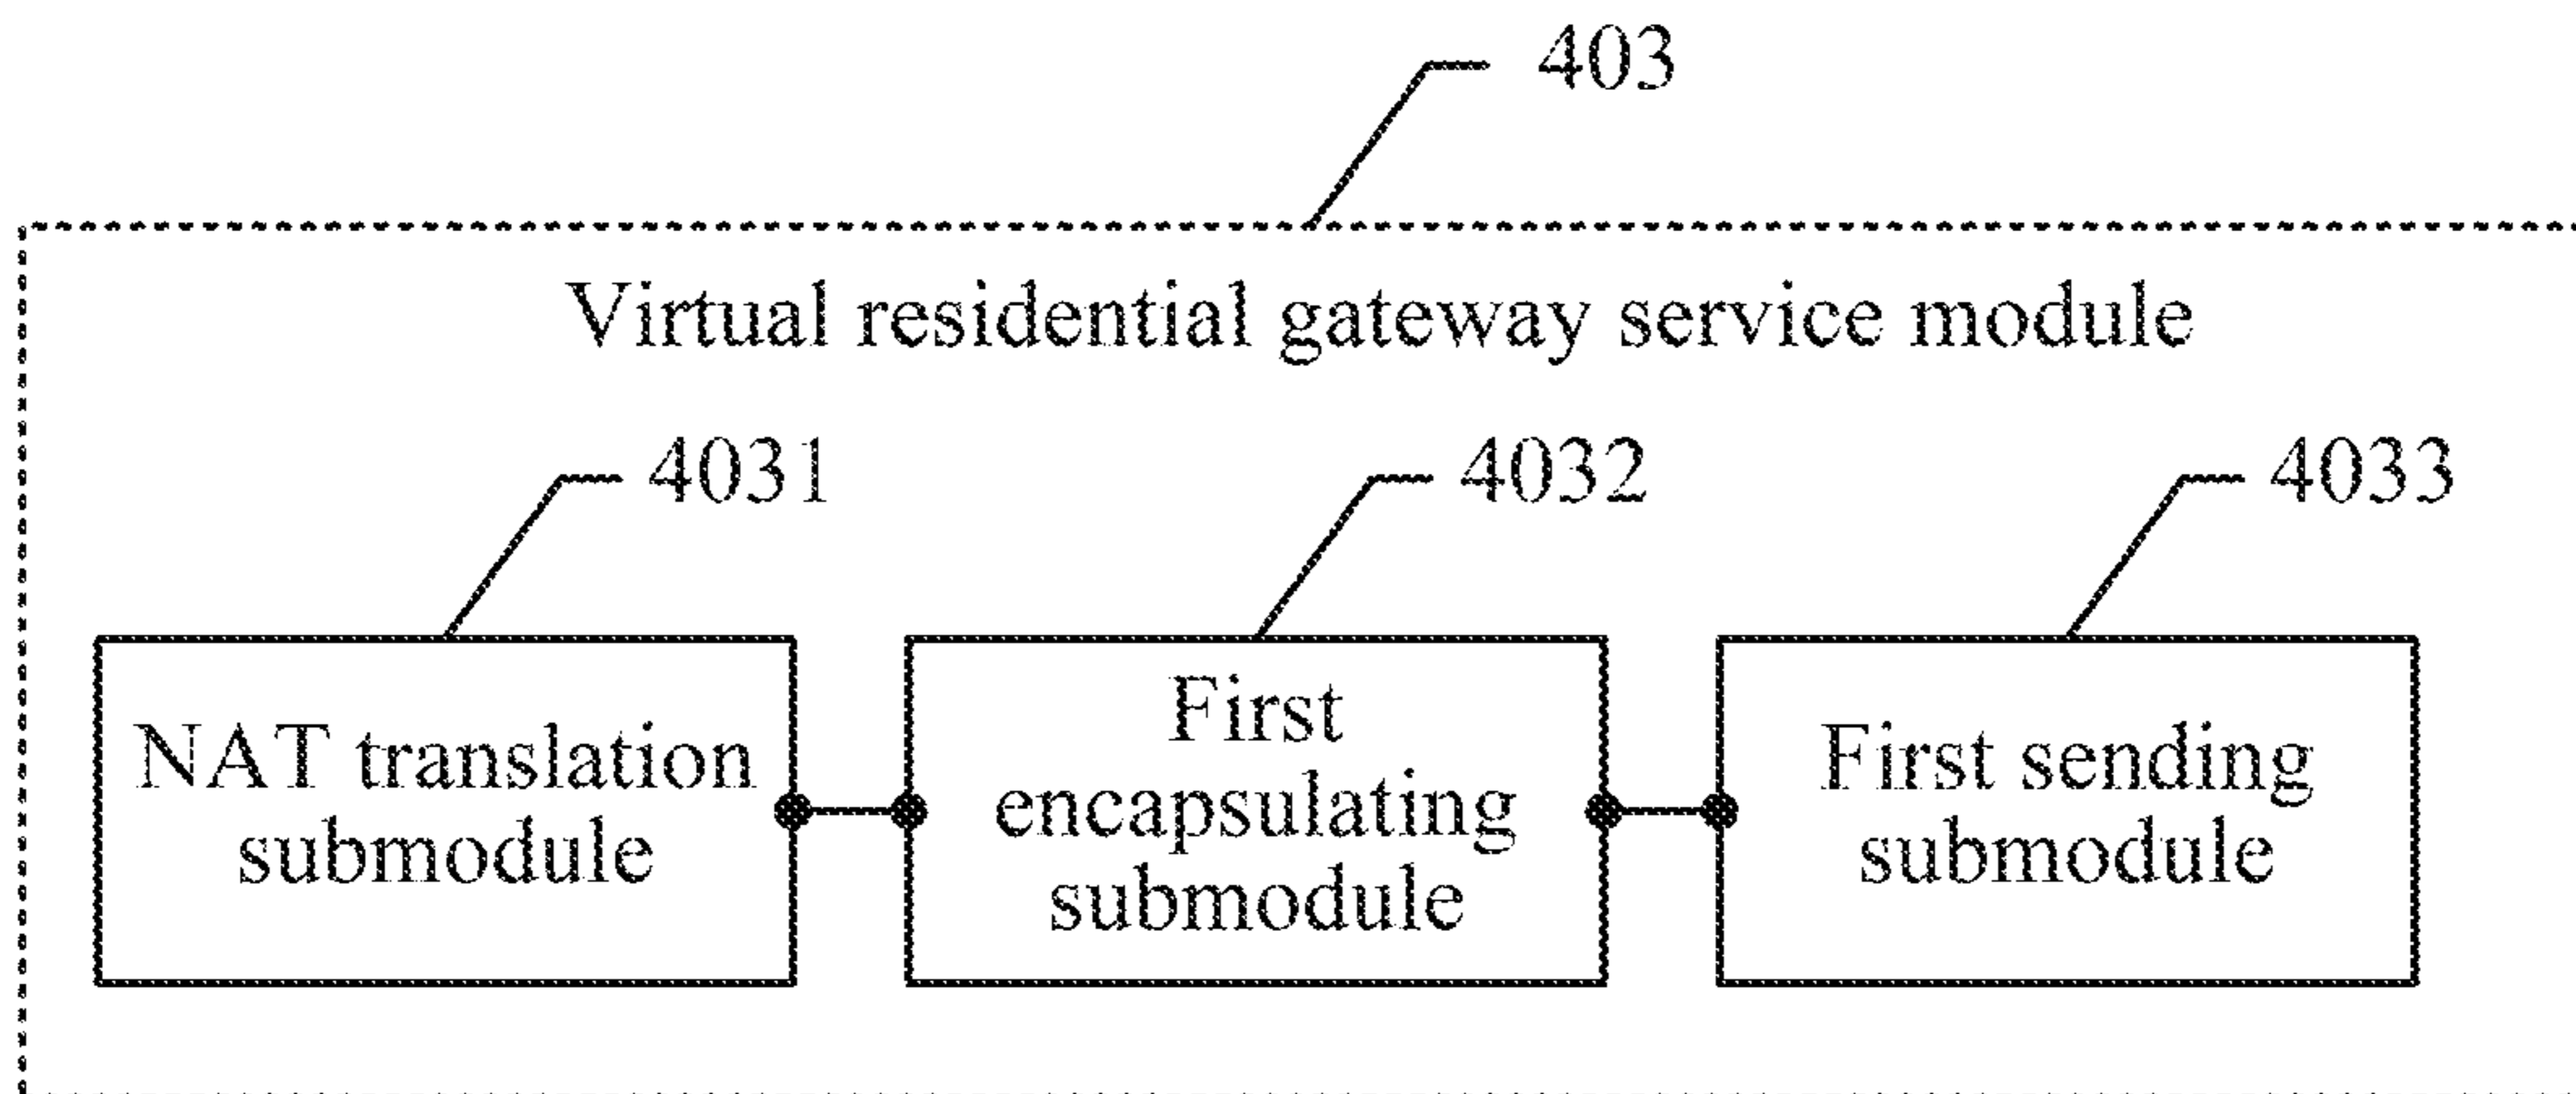 403
Virtual residential gateway service module
4031
4032
4033
NAT translation
submodule
First
encapsulating
submodule
First sending
submodule